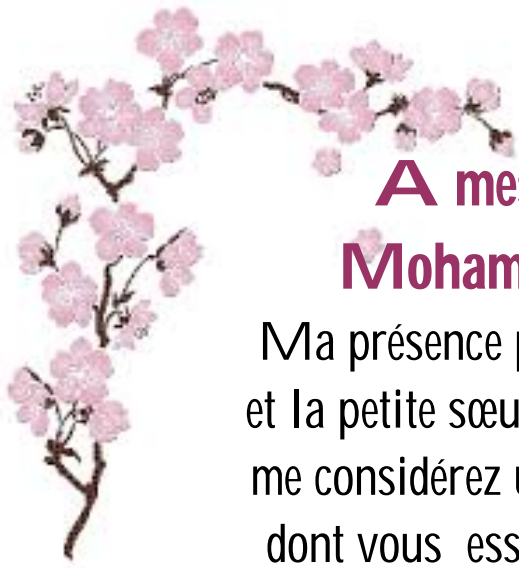 A mes
Moham
Ma présence p
et la petite sœu
me considérez u
dont vous ess